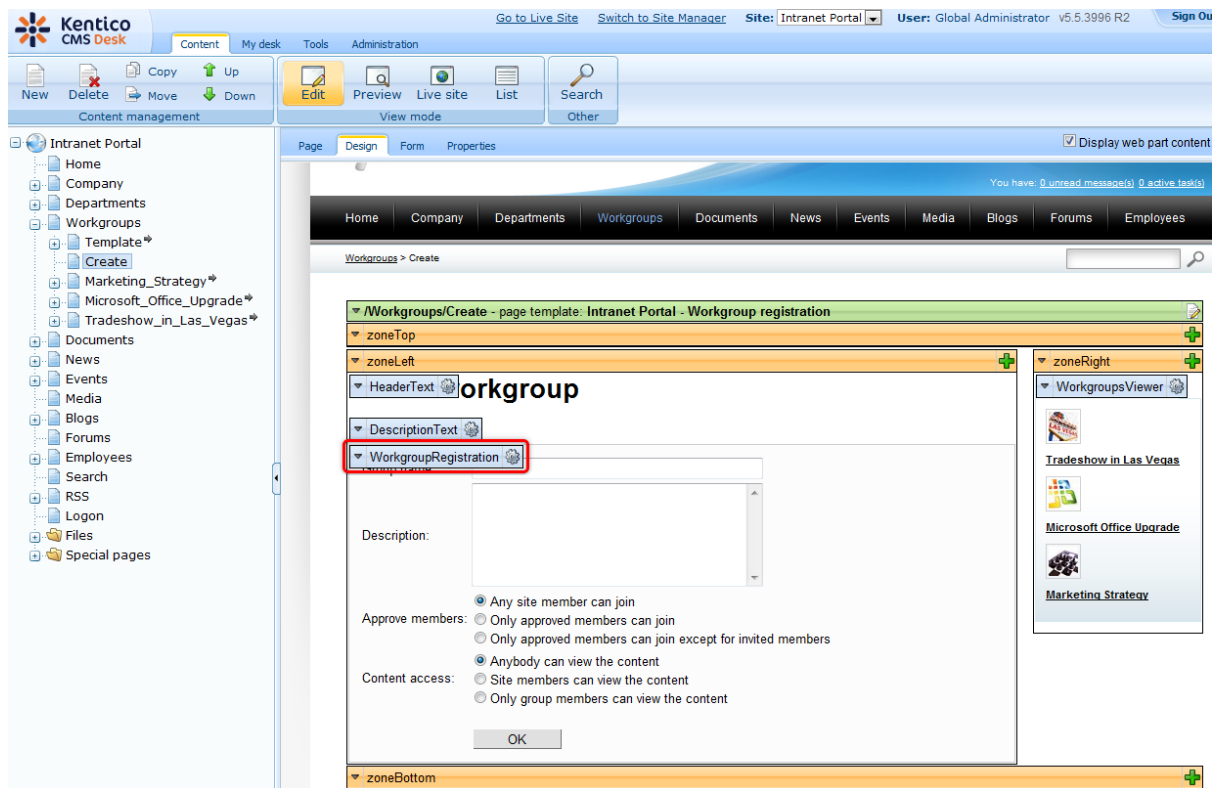 Kentico
CMS Desk
Go to Live Site Switch to Site Manager Site: Intranet Portal User: Global Administrator v5.5.3996 R2 Sign Ou
Content My desk Tools Administration
New Delete Copy Move Up Down
Content management
Edit Preview Live site List
View mode
Search
Other
Intranet Portal
Home
Company
Departments
Workgroups
Template
Create
Marketing_Strategy
Microsoft_Office_Upgrade
Tradeshow_in_Las_Vegas
Documents
News
Events
Media
Blogs
Forums
Employees
Search
RSS
Logon
Files
Special pages
Page Design Form Properties Display web part content
You have: 0 unread message(s) 0 active task(s)
Home Company Departments Workgroups Documents News Events Media Blogs Forums Employees
Workgroups > Create
/Workgroups/Create - page template: Intranet Portal - Workgroup registration
zoneTop
zoneLeft
HeaderText orkgroup
DescriptionText
WorkgroupRegistration
Group name
Description:
Approve members:
Any site member can join
Only approved members can join
Only approved members can join except for invited members
Content access:
Anybody can view the content
Site members can view the content
Only group members can view the content
OK
zoneRight
WorkgroupsViewer
LAS VEGAS
Tradeshow in Las Vegas
Microsoft Office Upgrade
Marketing Strategy
zoneBottom